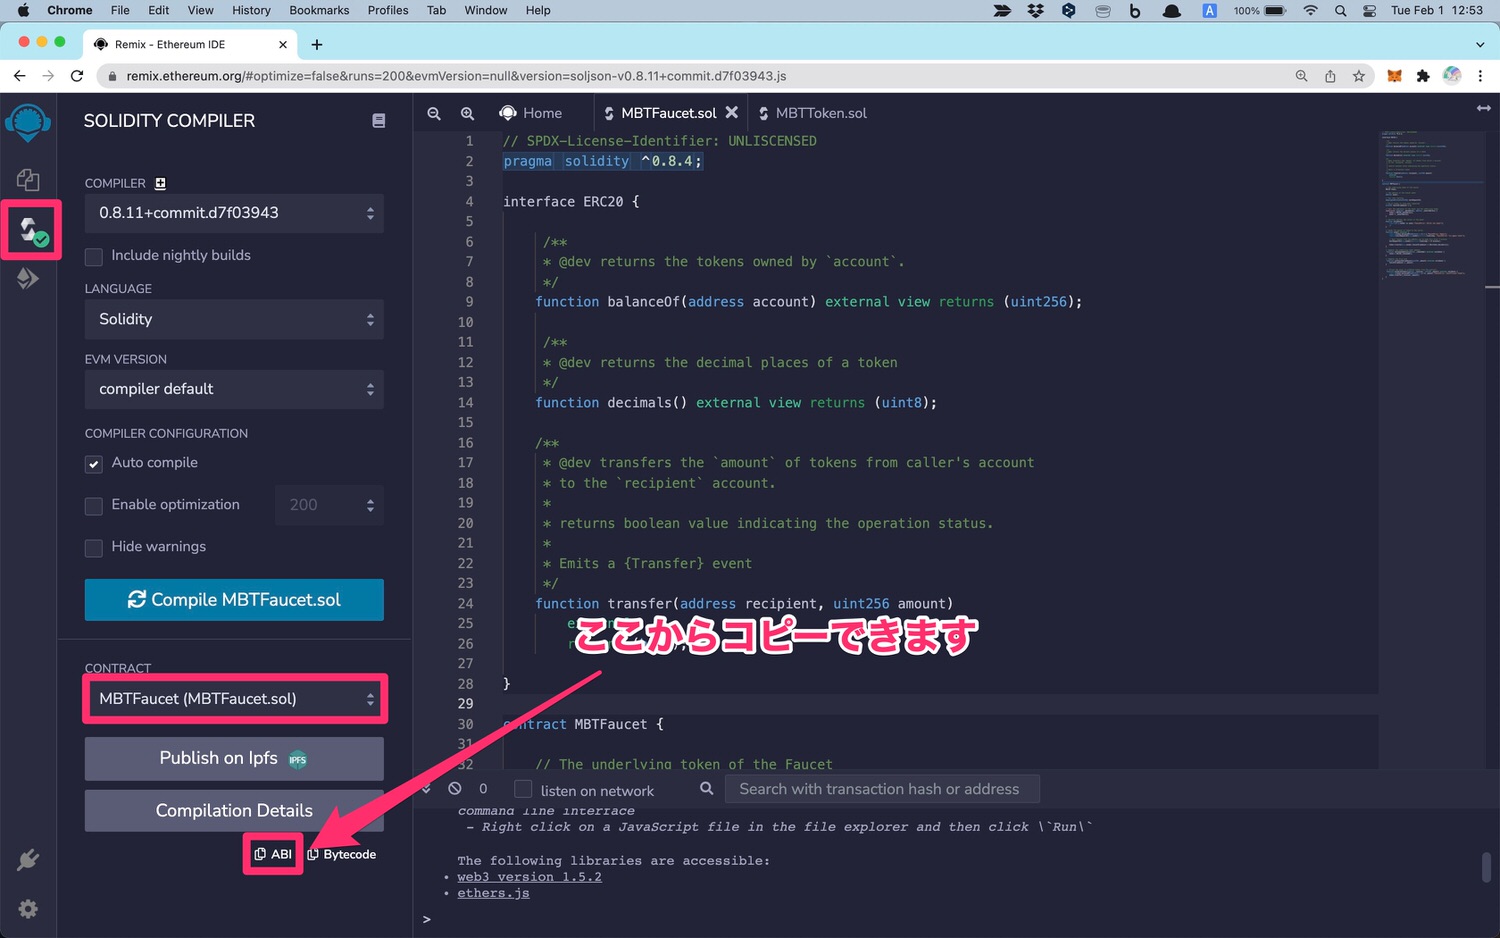 Chrome File Edit View History Bookmarks Profiles Tab Window Help
A 100% Tue Feb 1 12:53
Remix - Ethereum IDE
remix.ethereum.org/#optimize=false&runs=200&evmVersion=null&version=soljson-v0.8.11+commit.d7f03943.js
SOLIDITY COMPILER
COMPILER
0.8.11+commit.d7f03943
Include nightly builds
LANGUAGE
Solidity
EVM VERSION
compiler default
COMPILER CONFIGURATION
Auto compile
Enable optimization
200
Hide warnings
Compile MBTFaucet.sol
CONTRACT
MBTFaucet (MBTFaucet.sol)
Publish on Ipfs IPFS
Compilation Details
ABI
Bytecode
Home
MBTFaucet.sol
MBTToken.sol
1 // SPDX-License-Identifier: UNLISCENSED
2 pragma solidity ^0.8.4;
3
4 interface ERC20 {
5
6 /**
7 * @dev returns the tokens owned by `account`.
8 */
9 function balanceOf(address account) external view returns (uint256);
10
11 /**
12 * @dev returns the decimal places of a token
13 */
14 function decimals() external view returns (uint8);
15
16 /**
17 * @dev transfers the `amount` of tokens from caller's account
18 * to the `recipient` account.
19 *
20 * returns boolean value indicating the operation status.
21 *
22 * Emits a {Transfer} event
23 */
24 function transfer(address recipient, uint256 amount)
25
26
ここからコピーできます
27
28 }
29
30 contract MBTFaucet {
31
32 // The underlying token of the Faucet
0
listen on network
Search with transaction hash or address
command line interface
- Right click on a JavaScript file in the file explorer and then click \`Run\`
The following libraries are accessible:
• web3 version 1.5.2
• ethers.js
>